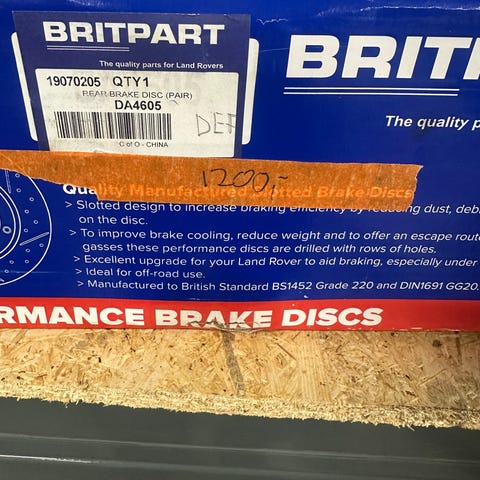 BRITPART
The quality parts for Land Rovers
19070205 QTY1
REAR BRAKE DISC (PAIR)
DA4605
DEF
C of O - CHINA
BRITP
The quality p
1200.-
Quality Manufactured Slotted Brake Discs
> Slotted design to increase braking efficiency by reducing dust, deb
on the disc.
> To improve brake cooling, reduce weight and to offer an escape route
gasses these performance discs are drilled with rows of holes.
> Excellent upgrade for your Land Rover to aid braking, especially under
> Ideal for off-road use.
> Manufactured to British Standard BS1452 Grade 220 and DIN1691 GG20.
RMANCE BRAKE DISCS